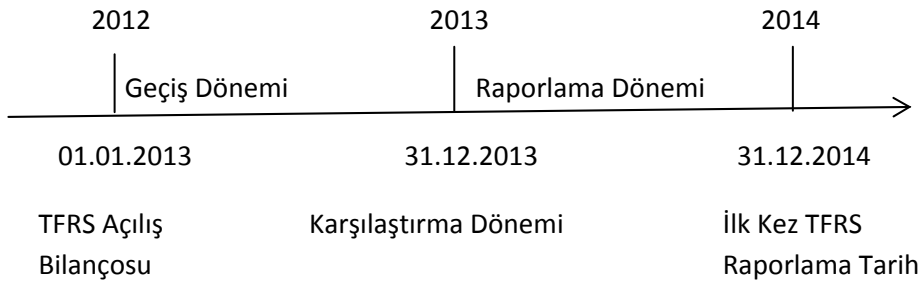 2012 2013 2014
Geçiş Dönemi Raporlama Dönemi
01.01.2013 31.12.2013 31.12.2014
TFRS Açılış Karşılaştırma Dönemi İlk Kez TFRS
Bilançosu Raporlama Tarih